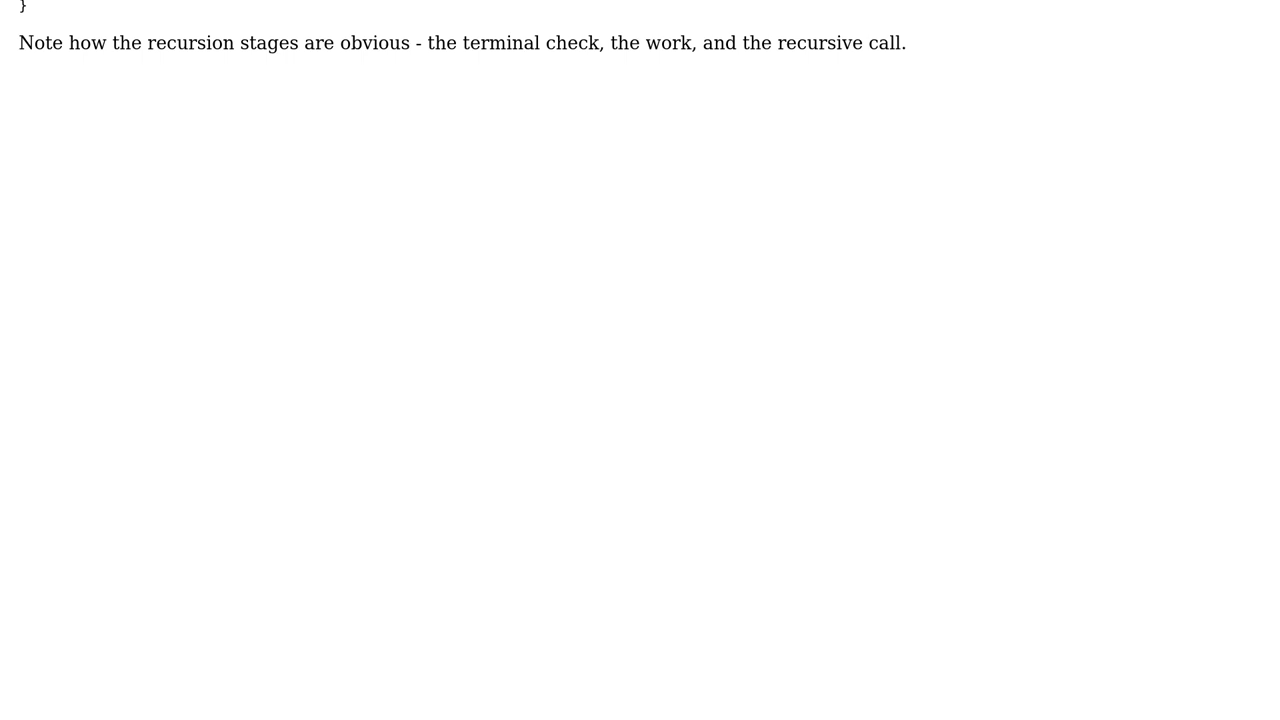 }
Note how the recursion stages are obvious - the terminal check, the work, and the recursive call.